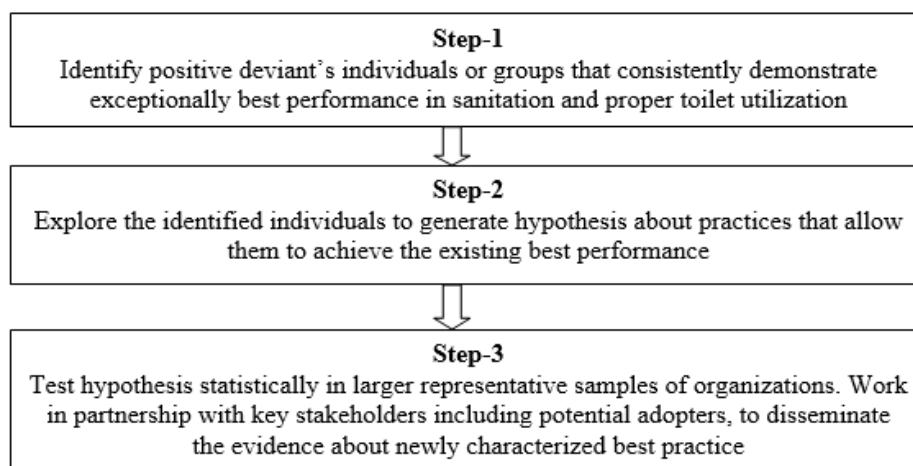 Step-1
Identify positive deviant’s individuals or groups that consistently demonstrate
exceptionally best performance in sanitation and proper toilet utilization
Step-2
Explore the identified individuals to generate hypothesis about practices that allow
them to achieve the existing best performance
Step-3
Test hypothesis statistically in larger representative samples of organizations. Work
in partnership with key stakeholders including potential adopters, to disseminate
the evidence about newly characterized best practice